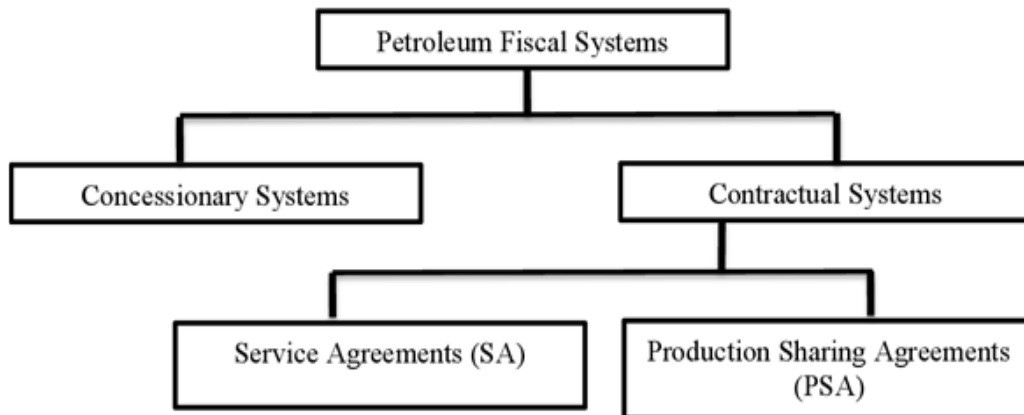 Petroleum Fiscal Systems
Concessionary Systems
Contractual Systems
Service Agreements (SA)
Production Sharing Agreements
(PSA)